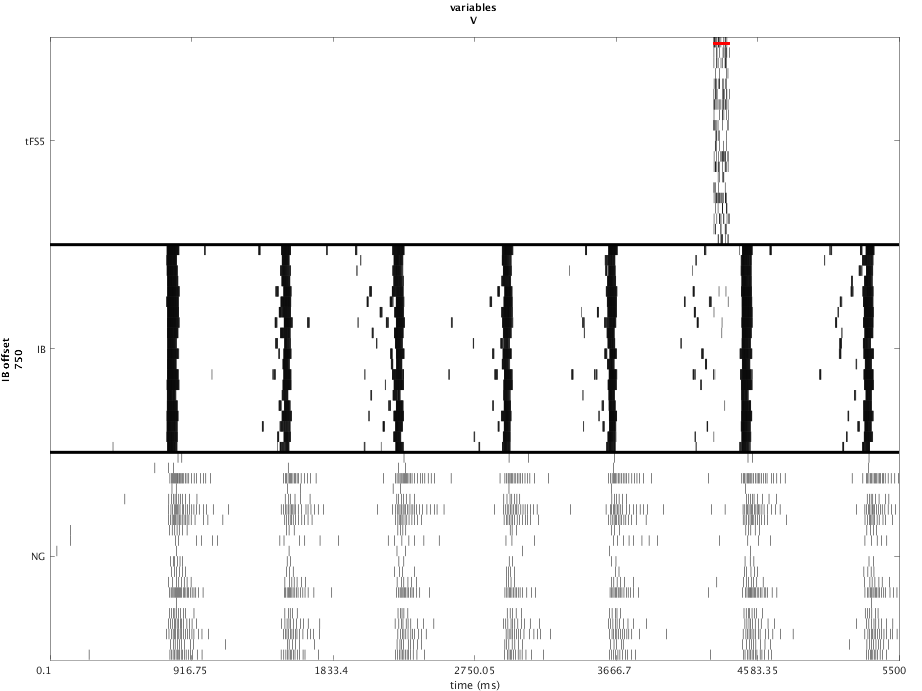 variables
V
tFS5
IB
NG
IB offset
750
0.1
916.75
1833.4
2750.05
3666.7
4583.35
5500
time (ms)